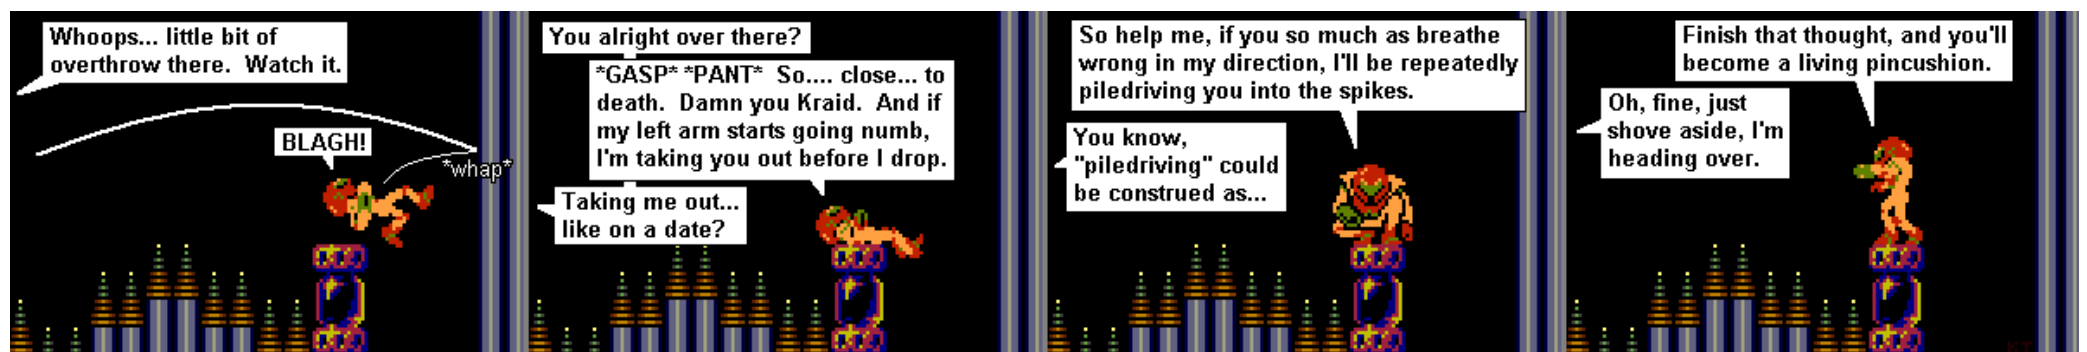 Whoops... little bit of
overthrow there.  Watch it.
BLAGH!
*whap*
You alright over there?
*GASP* *PANT*  So.... close... to
death.  Damn you Kraid.  And if
my left arm starts going numb,
I'm taking you out before I drop.
Taking me out...
like on a date?
So help me, if you so much as breathe
wrong in my direction, I'll be repeatedly
piledriving you into the spikes.
You know,
"piledriving" could
be construed as...
Finish that thought, and you'll
become a living pincushion.
Oh, fine, just
shove aside, I'm
heading over.